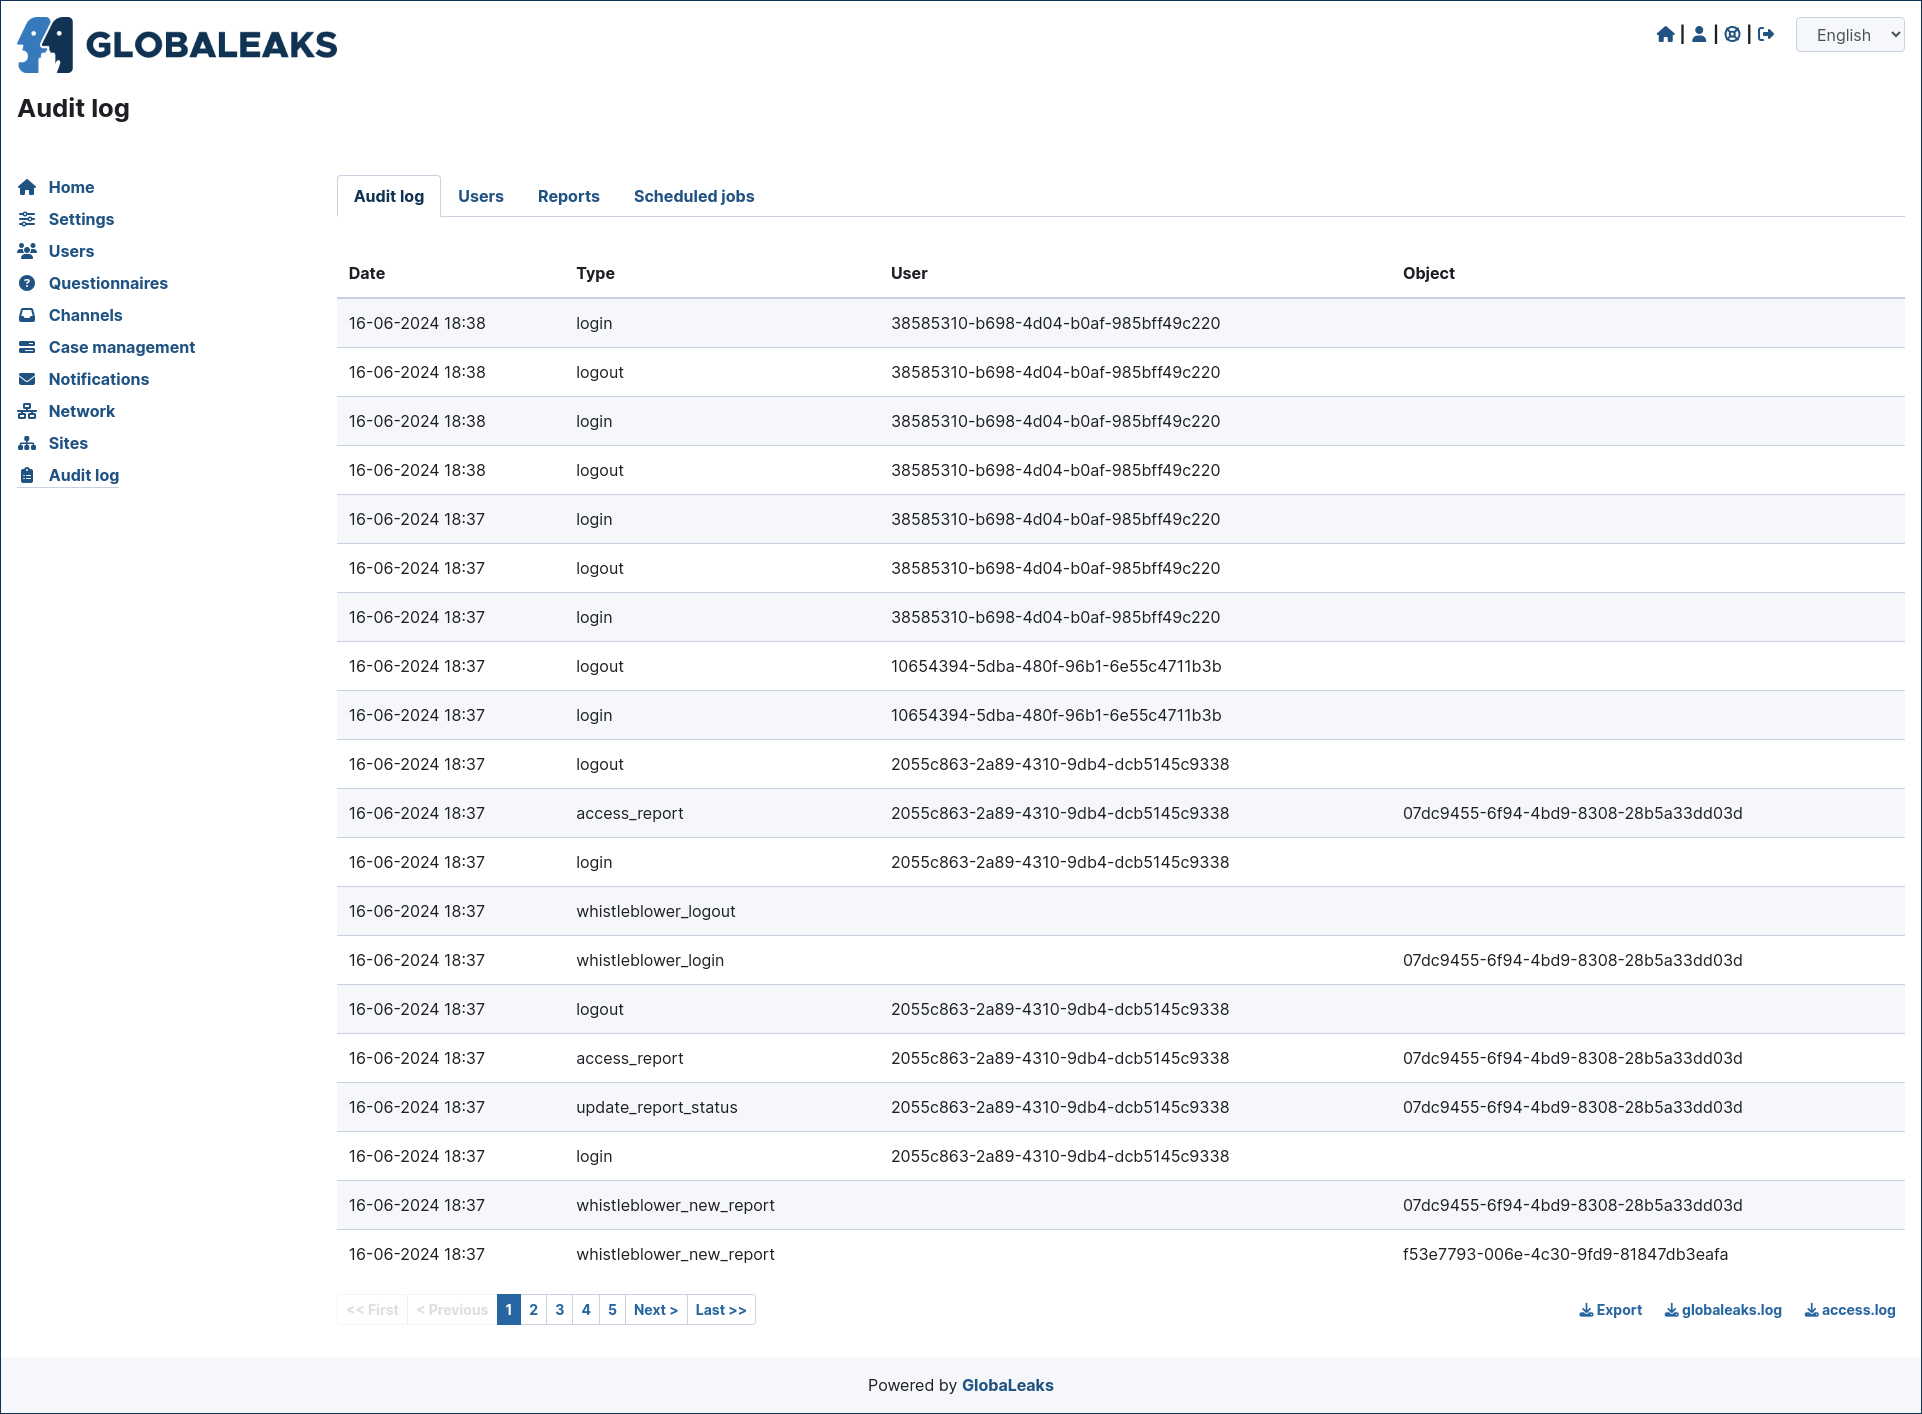 GLOBALEAKS
English
Audit log
Home
Settings
Users
Questionnaires
Channels
Case management
Notifications
Network
Sites
Audit log
Audit log Users Reports Scheduled jobs
Date Type User Object
16-06-2024 18:38 login 38585310-b698-4d04-b0af-985bff49c220
16-06-2024 18:38 logout 38585310-b698-4d04-b0af-985bff49c220
16-06-2024 18:38 login 38585310-b698-4d04-b0af-985bff49c220
16-06-2024 18:38 logout 38585310-b698-4d04-b0af-985bff49c220
16-06-2024 18:37 login 38585310-b698-4d04-b0af-985bff49c220
16-06-2024 18:37 logout 38585310-b698-4d04-b0af-985bff49c220
16-06-2024 18:37 login 38585310-b698-4d04-b0af-985bff49c220
16-06-2024 18:37 logout 10654394-5dba-480f-96b1-6e55c4711b3b
16-06-2024 18:37 login 10654394-5dba-480f-96b1-6e55c4711b3b
16-06-2024 18:37 logout 2055c863-2a89-4310-9db4-dcb5145c9338
16-06-2024 18:37 access_report 2055c863-2a89-4310-9db4-dcb5145c9338 07dc9455-6f94-4bd9-8308-28b5a33dd03d
16-06-2024 18:37 login 2055c863-2a89-4310-9db4-dcb5145c9338
16-06-2024 18:37 whistleblower_logout
16-06-2024 18:37 whistleblower_login 07dc9455-6f94-4bd9-8308-28b5a33dd03d
16-06-2024 18:37 logout 2055c863-2a89-4310-9db4-dcb5145c9338
16-06-2024 18:37 access_report 2055c863-2a89-4310-9db4-dcb5145c9338 07dc9455-6f94-4bd9-8308-28b5a33dd03d
16-06-2024 18:37 update_report_status 2055c863-2a89-4310-9db4-dcb5145c9338 07dc9455-6f94-4bd9-8308-28b5a33dd03d
16-06-2024 18:37 login 2055c863-2a89-4310-9db4-dcb5145c9338
16-06-2024 18:37 whistleblower_new_report 07dc9455-6f94-4bd9-8308-28b5a33dd03d
16-06-2024 18:37 whistleblower_new_report f53e7793-006e-4c30-9fd9-81847db3eafa
<< First < Previous 1 2 3 4 5 Next > Last >> Export globaleaks.log access.log
Powered by GlobaLeaks